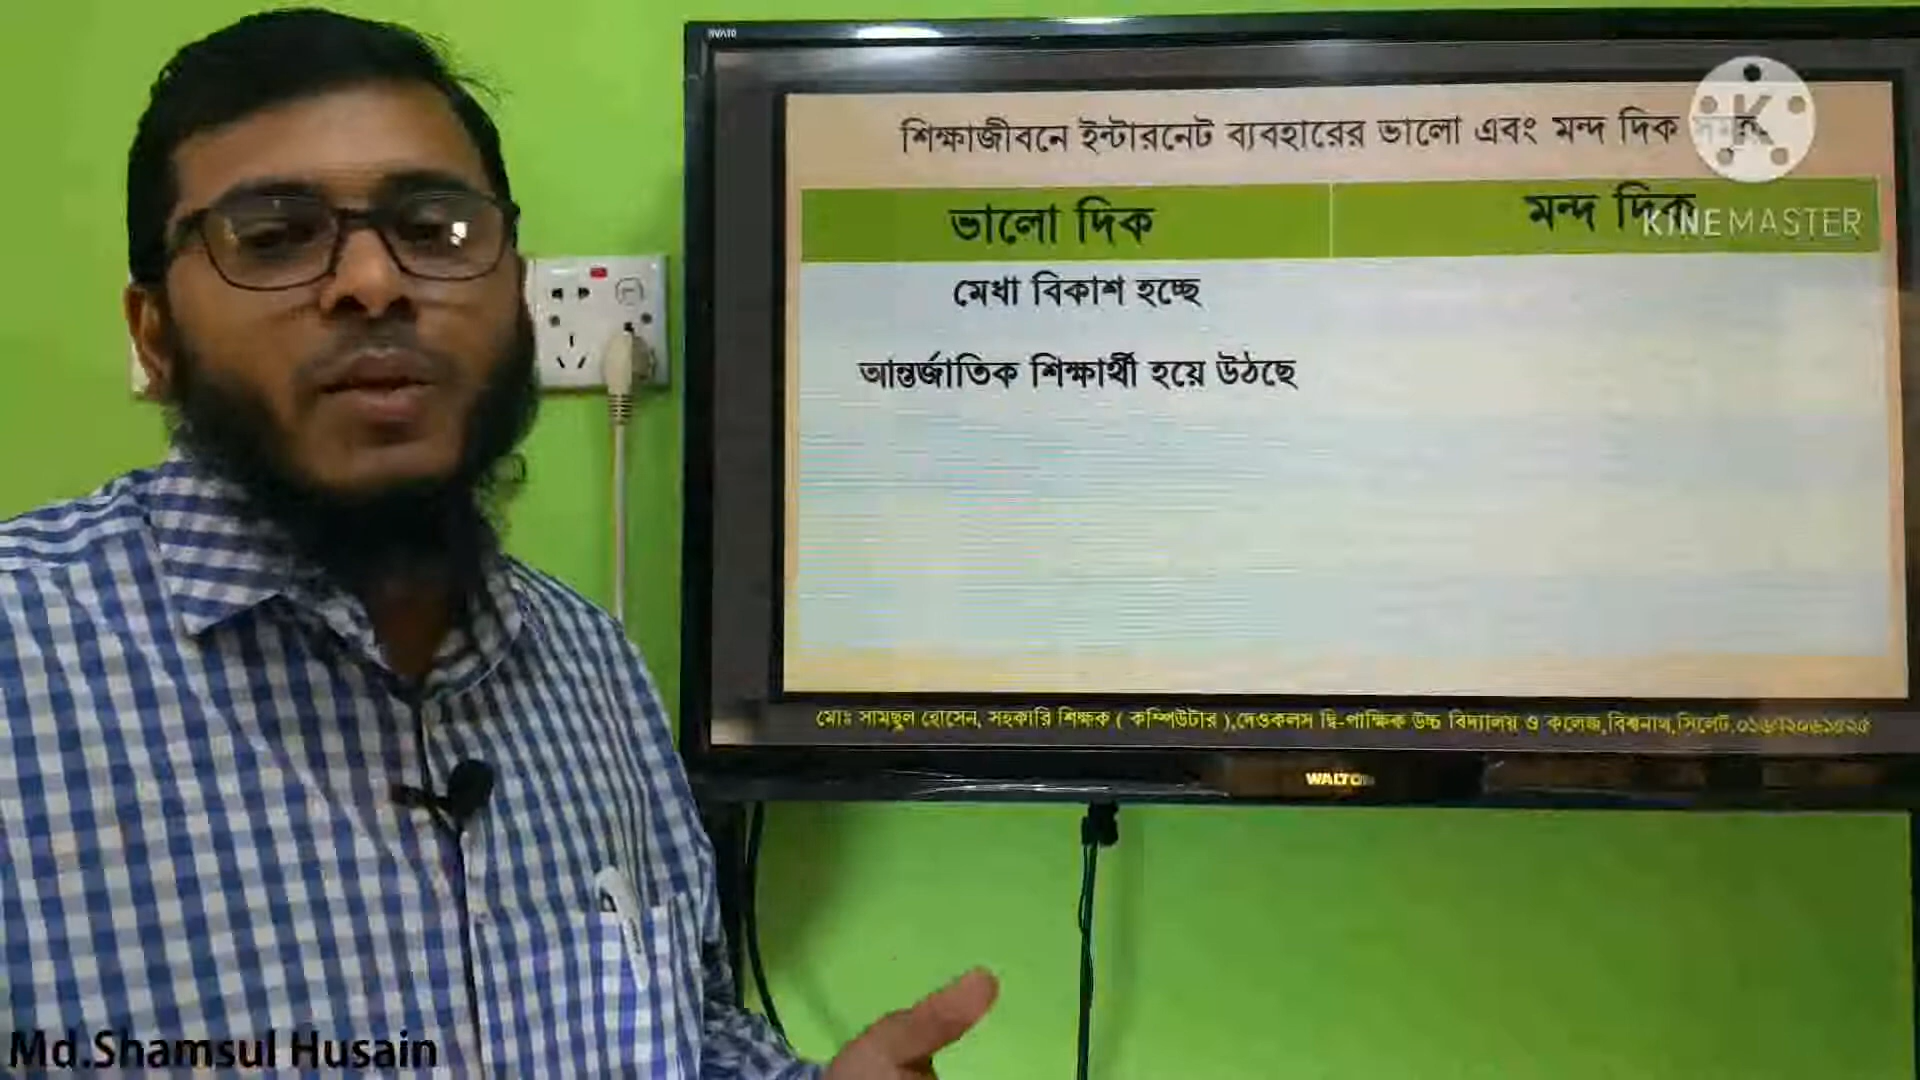 শিক্ষাজীবনে ইন্টারনেট ব্যবহারের ভালো এবং মন্দ দিক
ভালো দিক
মন্দ দিক
KINEMASTER
মেধা বিকাশ হচ্ছে
আন্তর্জাতিক শিক্ষার্থী হয়ে উঠছে
মোঃ সামছুল হোসেন, সহকারি শিক্ষক ( কম্পিউটার ),দেওকলস দ্বি-পাক্ষিক উচ্চ বিদ্যালয় ও কলেজ,বিশ্বনাথ,সিলেট.
WALTON
Md.Shamsul Husain